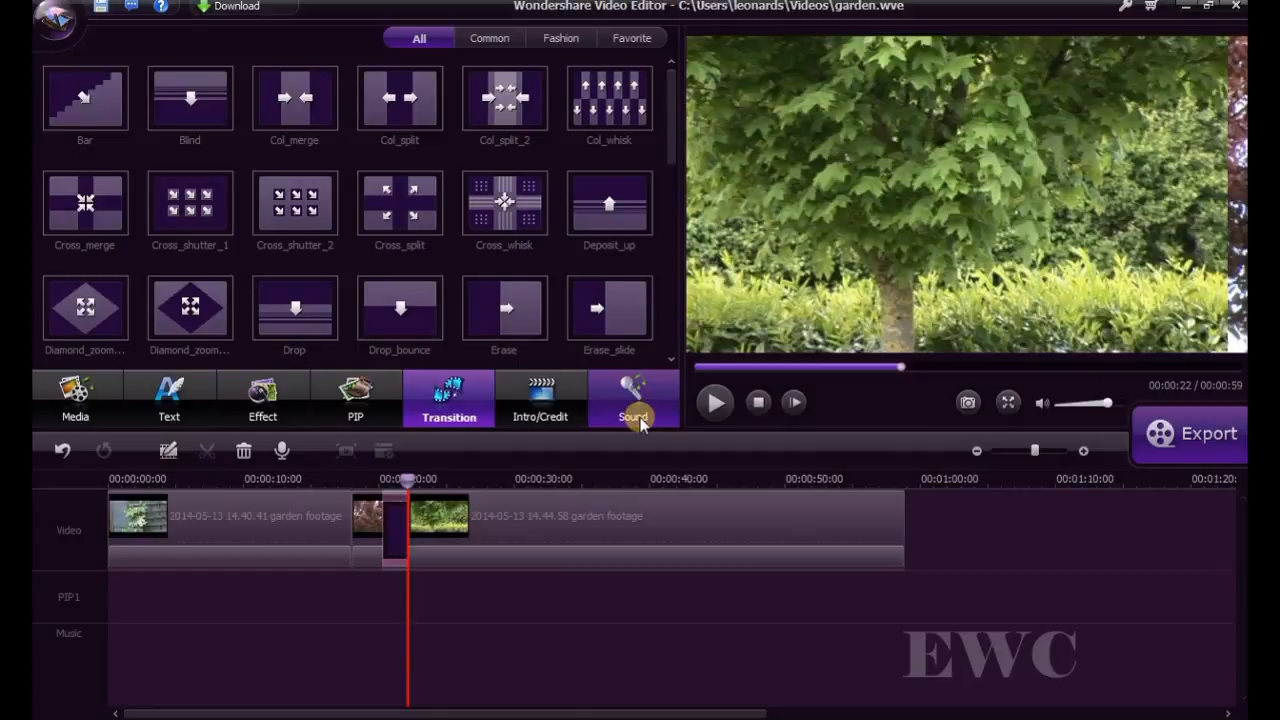 Download
Wondershare Video Editor - C:\Users\leonards\Videos\garden.wve
All Common Fashion Favorite
Bar Blind Col_merge Col_split Col_split_2 Col_whisk
Cross_merge Cross_shutter_1 Cross_shutter_2 Cross_split Cross_whisk Deposit_up
Diamond_zoom... Diamond_zoom... Drop Drop_bounce Erase Erase_slide
00:00:22 / 00:00:59
Media Text Effect PIP Transition Intro/Credit Sound
Export
00:00:00:00 00:00:10:00 00:00:20:00 00:00:30:00 00:00:40:00 00:00:50:00 00:01:00:00 00:01:10:00 00:01:20:
Video
2014-05-13 14.40.41 garden footage 2014-05-13 14.44.58 garden footage
PIP1
Music
EWC